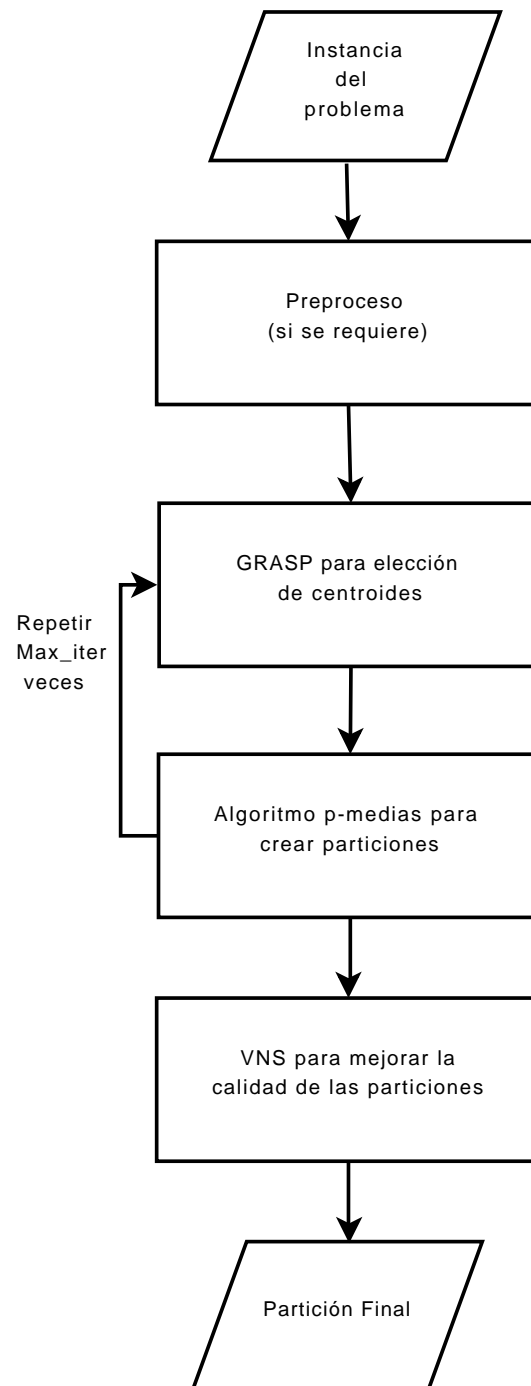 Instancia
del
problema
Preproceso
(si se requiere)
GRASP para elección
de centroides
Repetir
Max_iter
veces
Algoritmo p-medias para
crear particiones
VNS para mejorar la
calidad de las particiones
Partición Final